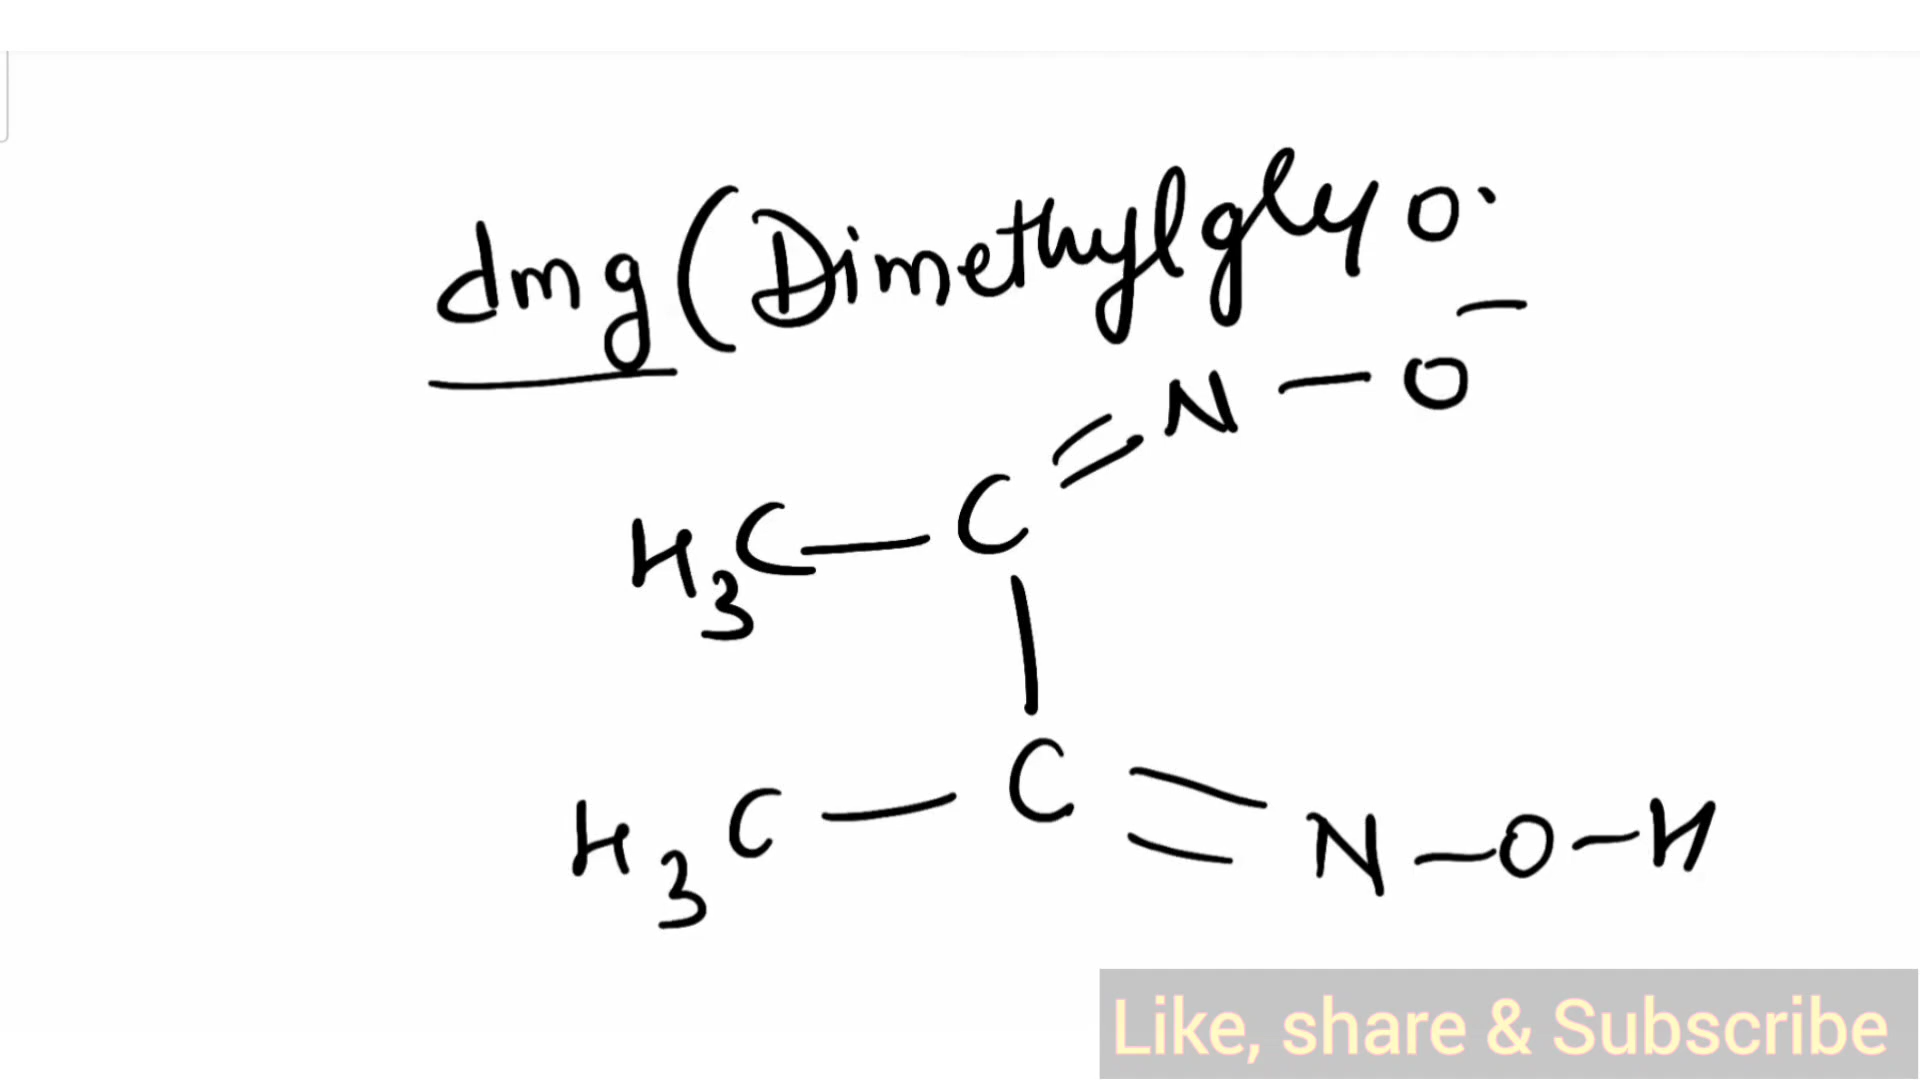 dmg (Dimethylglyo
=N-O⁻
H₃C-C
|
H₃C-C=N-O-H
Like, share & Subscribe